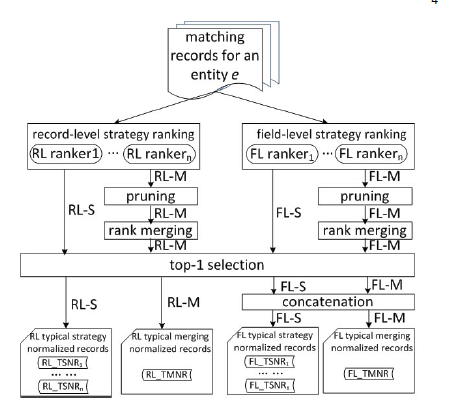 4
matching
records for an
entity e
record-level strategy ranking
RL ranker1 ... RL rankern
field-level strategy ranking
FL ranker1 ... FL rankern
RL-M
FL-M
pruning
pruning
RL-S
RL-M
FL-S
FL-M
rank merging
rank merging
RL-M
FL-M
top-1 selection
RL-S
RL-M
FL-S
FL-M
concatenation
FL-S
FL-M
RL typical strategy
normalized records
RL_TSNR1
... ...
RL_TSNRn
RL typical merging
normalized records
RL_TMNR
FL typical strategy
normalized records
FL_TSNR1
... ...
FL_TSNR1
FL typical merging
normalized records
FL_TMNR